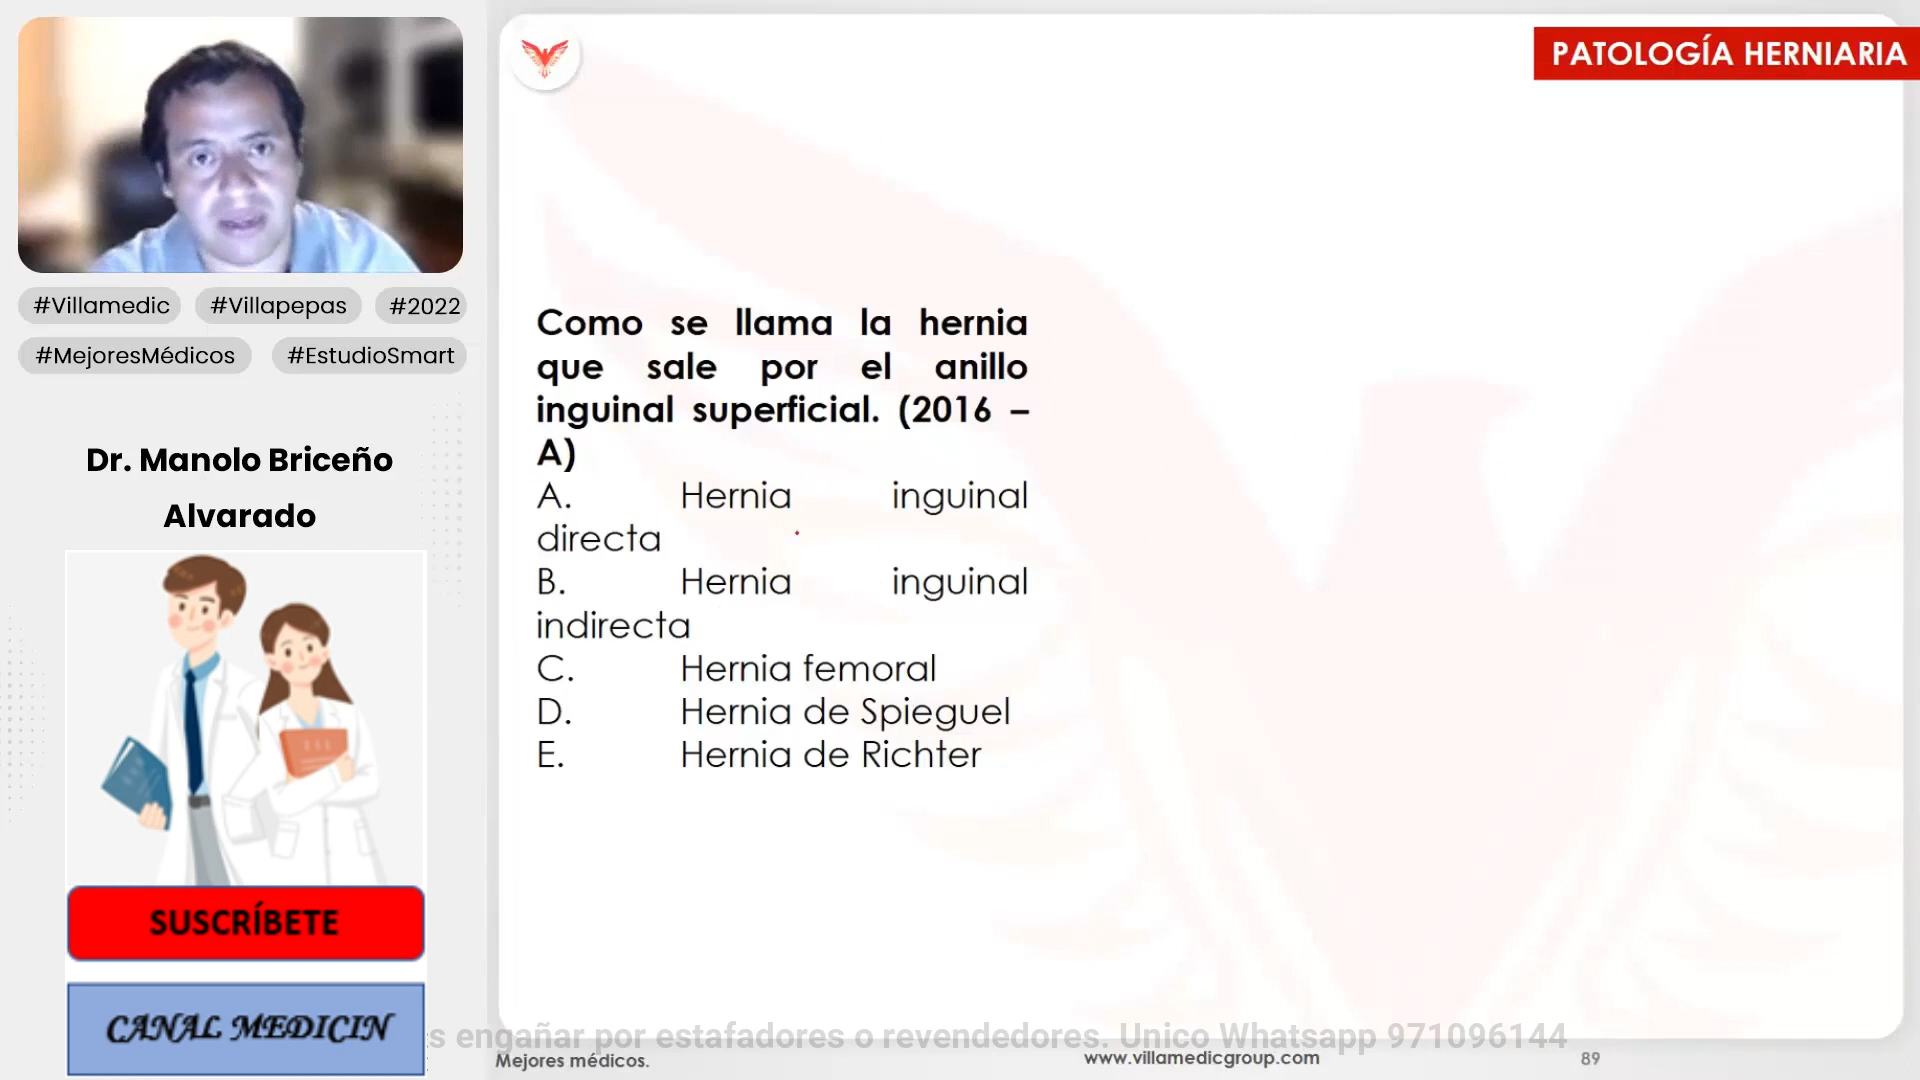 PATOLOGÍA HERNIARIA
#Villamedic #Villapepas #2022
#MejoresMédicos #EstudioSmart
Dr. Manolo Briceño
Alvarado
SUSCRÍBETE
CANAL MEDICIN
Como se llama la hernia
que sale por el anillo
inguinal superficial. (2016 –
A)
A. Hernia inguinal
directa
B. Hernia inguinal
indirecta
C. Hernia femoral
D. Hernia de Spieguel
E. Hernia de Richter
s engañar por estafadores o revendedores. Unico Whatsapp 971096144
Mejores médicos. www.villamedicgroup.com 89